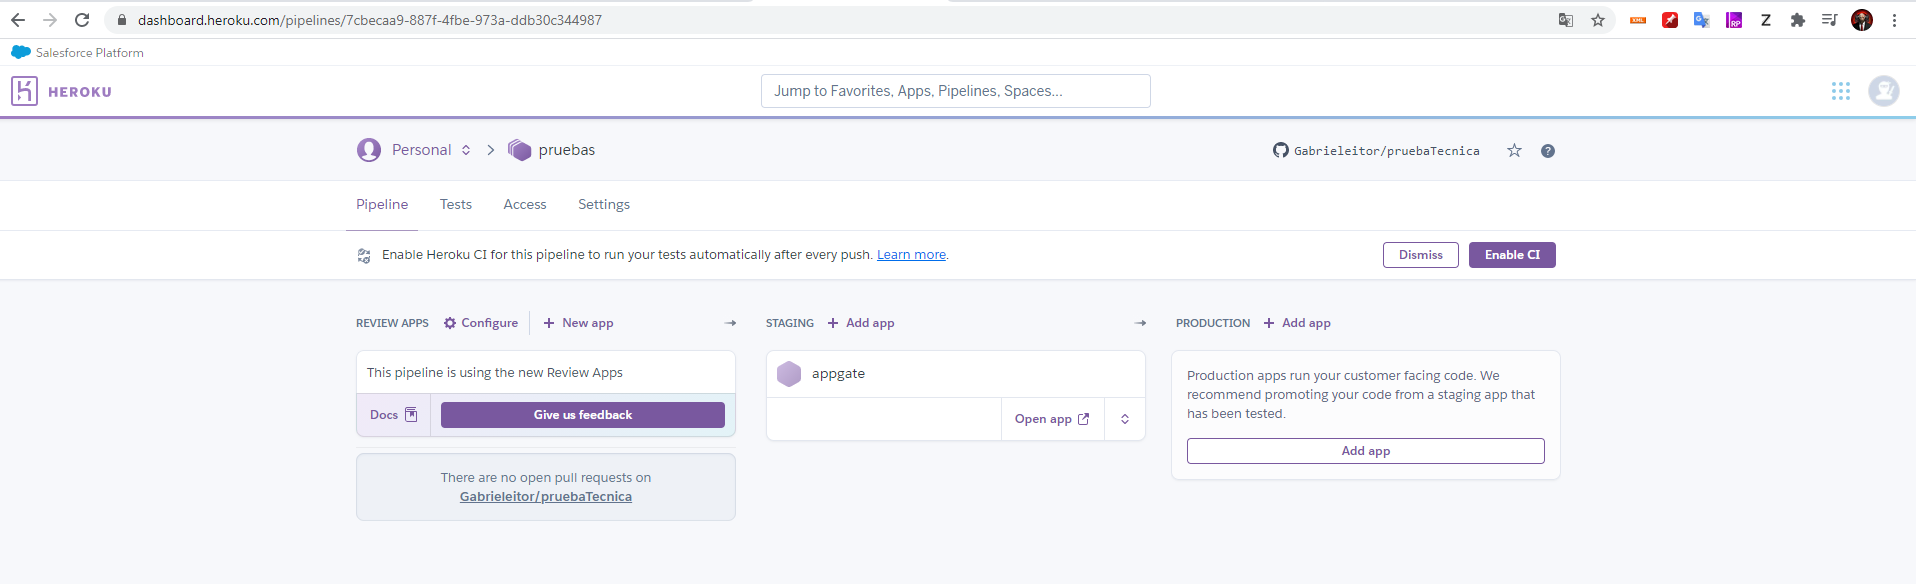 dashboard.heroku.com/pipelines/7cbecaa9-887f-4fbe-973a-ddb30c344987
XML
RP
Z
Salesforce Platform
HEROKU
Jump to Favorites, Apps, Pipelines, Spaces...
Personal
pruebas
Gabrieleitor/pruebaTecnica
Pipeline
Tests
Access
Settings
Enable Heroku CI for this pipeline to run your tests automatically after every push. Learn more.
Dismiss
Enable CI
REVIEW APPS
Configure
+ New app
STAGING
+ Add app
PRODUCTION
+ Add app
This pipeline is using the new Review Apps
Docs
Give us feedback
There are no open pull requests on
Gabrieleitor/pruebaTecnica
appgate
Open app
Production apps run your customer facing code. We
recommend promoting your code from a staging app that
has been tested.
Add app